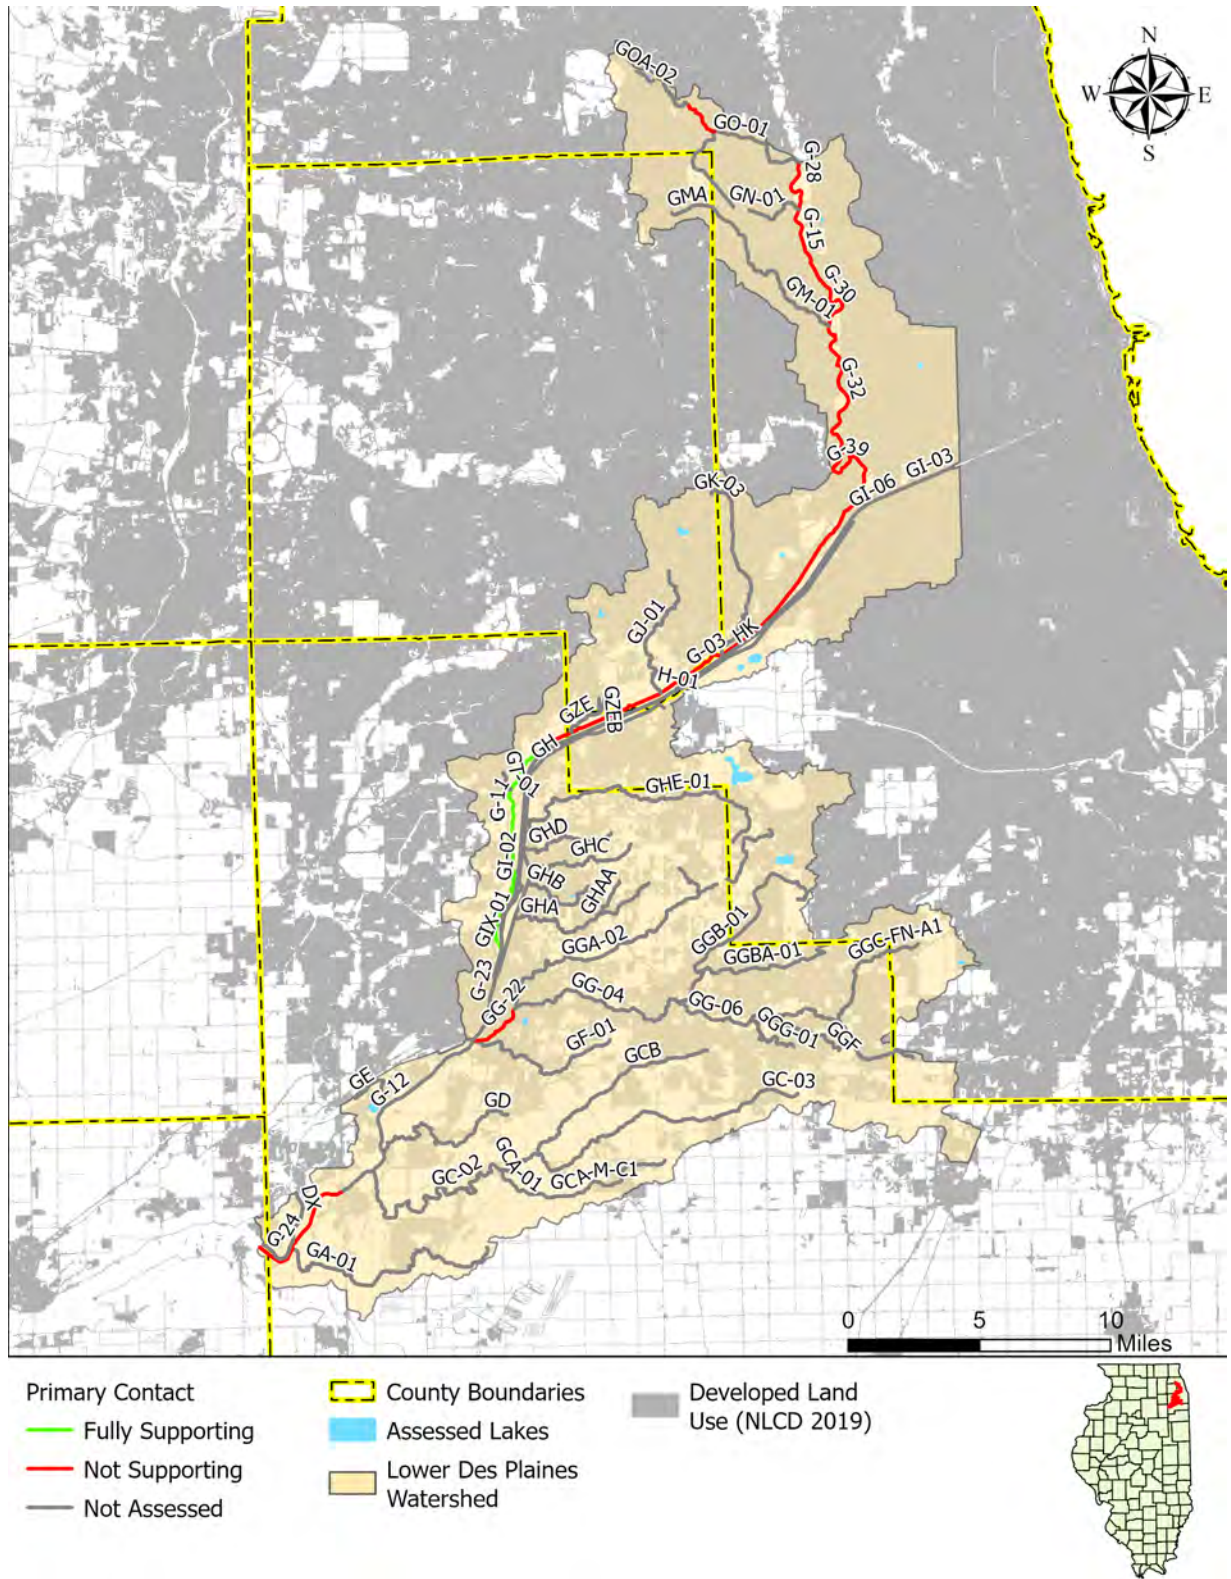 N
W E
S
GOA-02
GO-01
G-28
GN-01
GMA
G-15
G-30
GM-01
G-32
G-39
GI-03
GK-03
GI-06
GJ-01
HK
G-03
H-01
GZE
GZEB
GH
GT-01
G-11
GHE-01
GHD
GHC
GI-02
GHB
GHAA
GHA
GIX-01
GGA-02
GGB-01
GGBA-01
GGC-FN-A1
G-23
GG-22
GG-04
GG-06
GGG-01
GGF
GF-01
GCB
GE
G-12
GC-03
GD
GCA-01
GC-02
GCA-M-C1
DX
G-24
GA-01
0 5 10
Miles
Primary Contact
Fully Supporting
Not Supporting
Not Assessed
County Boundaries
Assessed Lakes
Lower Des Plaines
Watershed
Developed Land
Use (NLCD 2019)